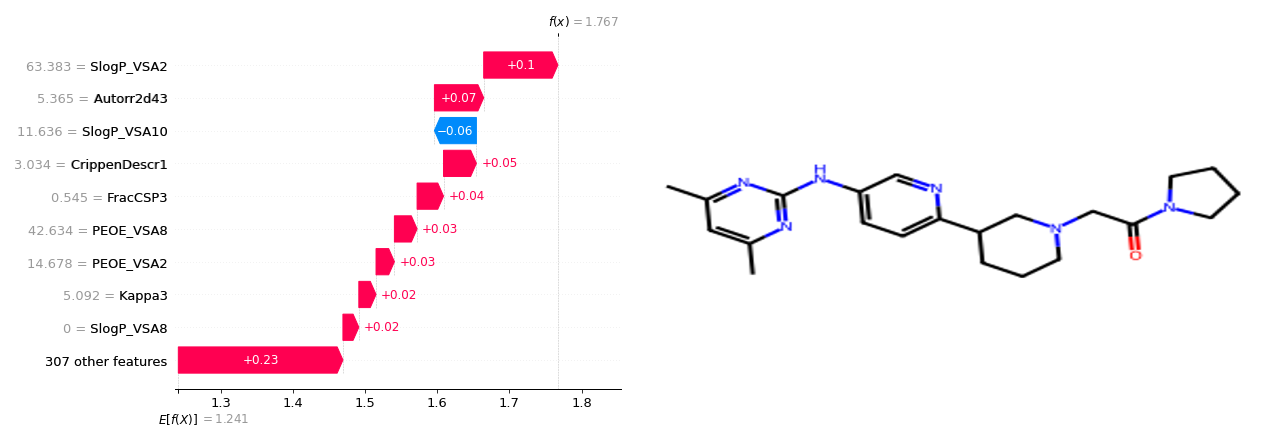 f(x) = 1.767
63.383 = SlogP_VSA2
+0.1
5.365 = Autorr2d43
+0.07
11.636 = SlogP_VSA10
−0.06
3.034 = CrippenDescr1
+0.05
0.545 = FracCSP3
+0.04
42.634 = PEOE_VSA8
+0.03
14.678 = PEOE_VSA2
+0.03
5.092 = Kappa3
+0.02
0 = SlogP_VSA8
+0.02
307 other features
+0.23
1.3 1.4 1.5 1.6 1.7 1.8
E[f(X)] = 1.241
H
N
N
N
N
N
N
O